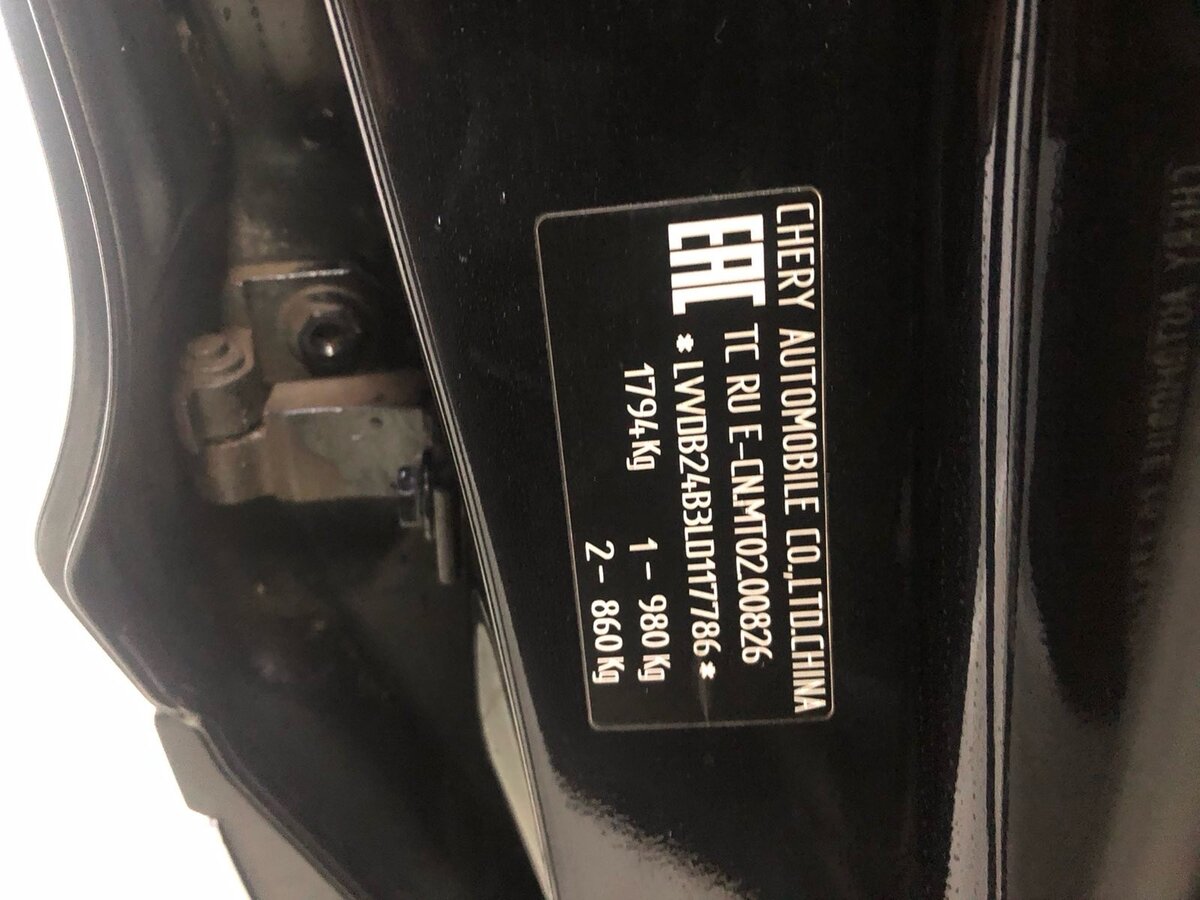 CHERY AUTOMOBILE CO.,LTD.CHINA
EAC TC RU E-CN.MT02.00826
*LVVDB24B3LD117786*
1794Kg 1 - 980Kg
2 - 860Kg